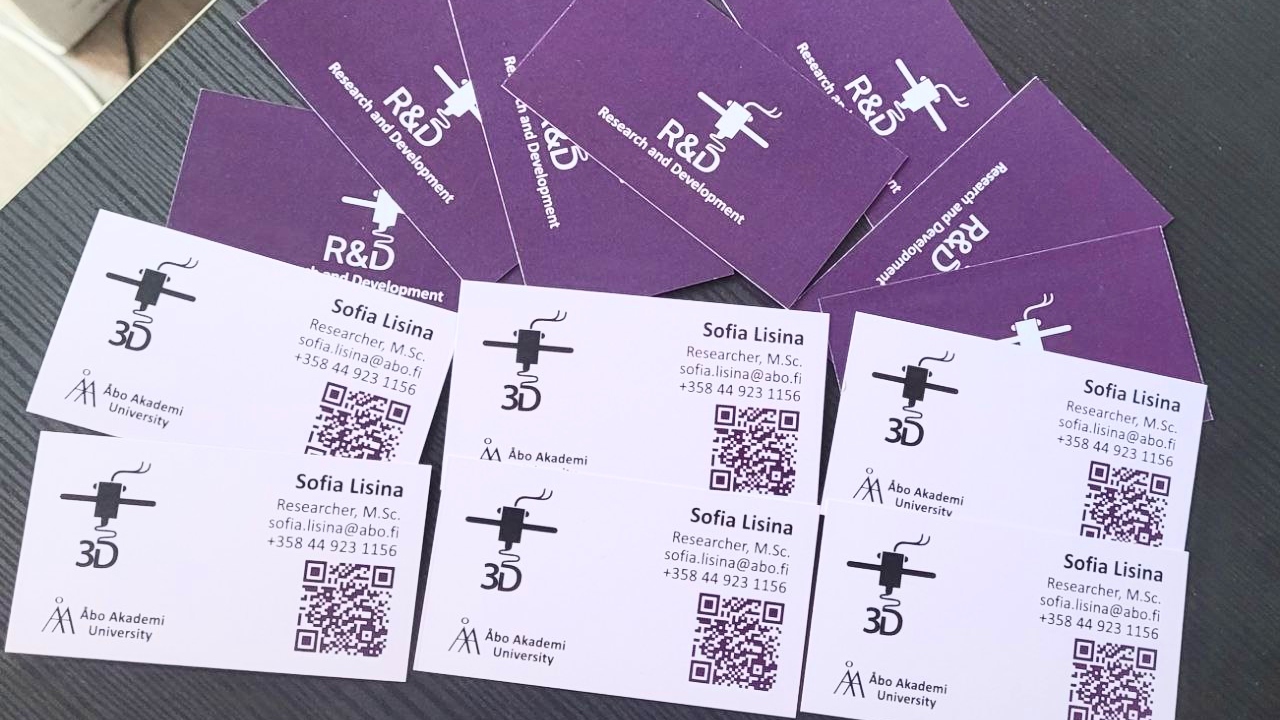 R&D
Research and Development
R&D
Research and Development
R&D
Research and Development
R&D
Research and
R&D
Research and Development
R&D
and Development
3D
Åbo Akademi
University
Sofia Lisina
Researcher, M.Sc.
sofia.lisina@abo.fi
+358 44 923 1156
3D
Åbo Akademi
Sofia Lisina
Researcher, M.Sc.
sofia.lisina@abo.fi
+358 44 923 1156
3D
Åbo Akademi
University
Sofia Lisina
Researcher, M.Sc.
sofia.lisina@abo.fi
+358 44 923 1156
3D
Åbo Akademi
University
Sofia Lisina
Researcher, M.Sc.
sofia.lisina@abo.fi
+358 44 923 1156
3D
Åbo Akademi
University
Sofia Lisina
Researcher, M.Sc.
sofia.lisina@abo.fi
+358 44 923 1156
3D
Åbo Akademi
University
Sofia Lisina
Researcher, M.Sc.
sofia.lisina@abo.fi
+358 44 923 1156